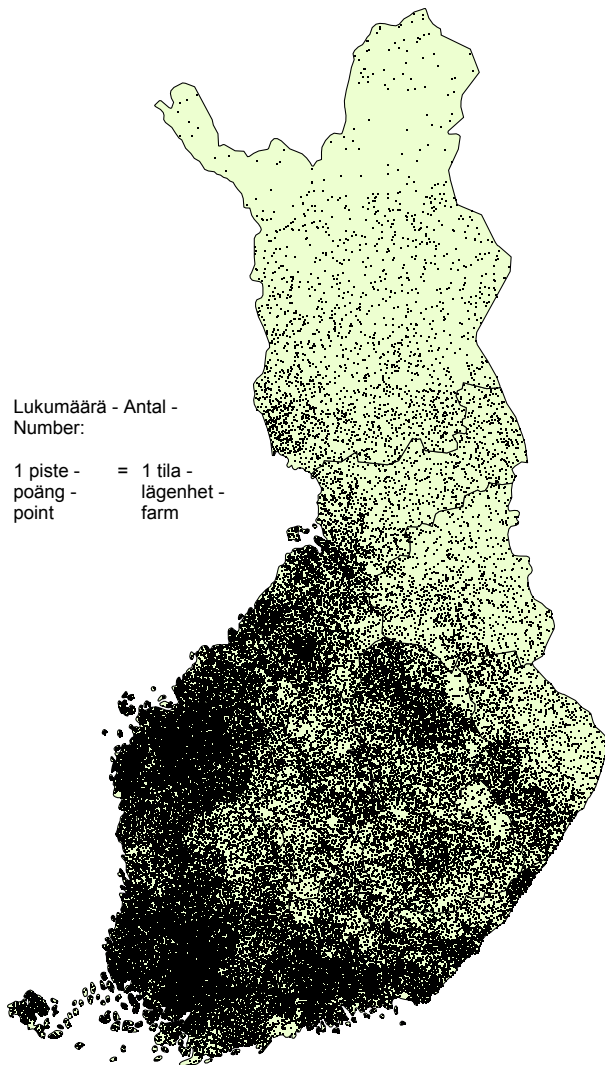 Lukumäärä - Antal -
Number:
1 piste - = 1 tila -
poäng - lägenhet -
point farm